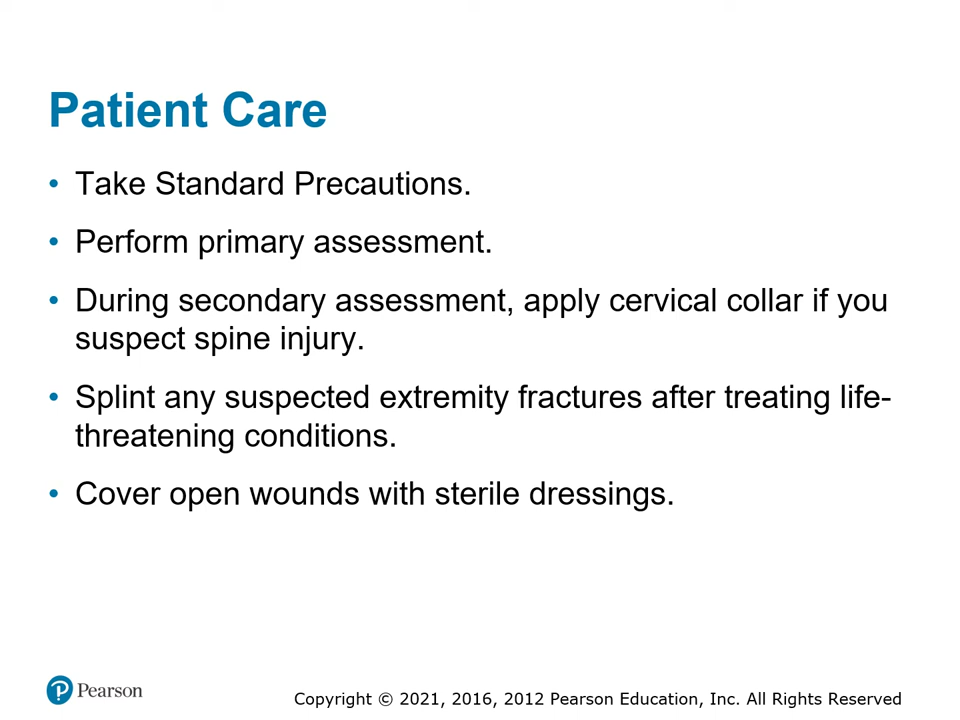 Patient Care
• Take Standard Precautions.
• Perform primary assessment.
• During secondary assessment, apply cervical collar if you
suspect spine injury.
• Splint any suspected extremity fractures after treating life-
threatening conditions.
• Cover open wounds with sterile dressings.
P Pearson
Copyright © 2021, 2016, 2012 Pearson Education, Inc. All Rights Reserved